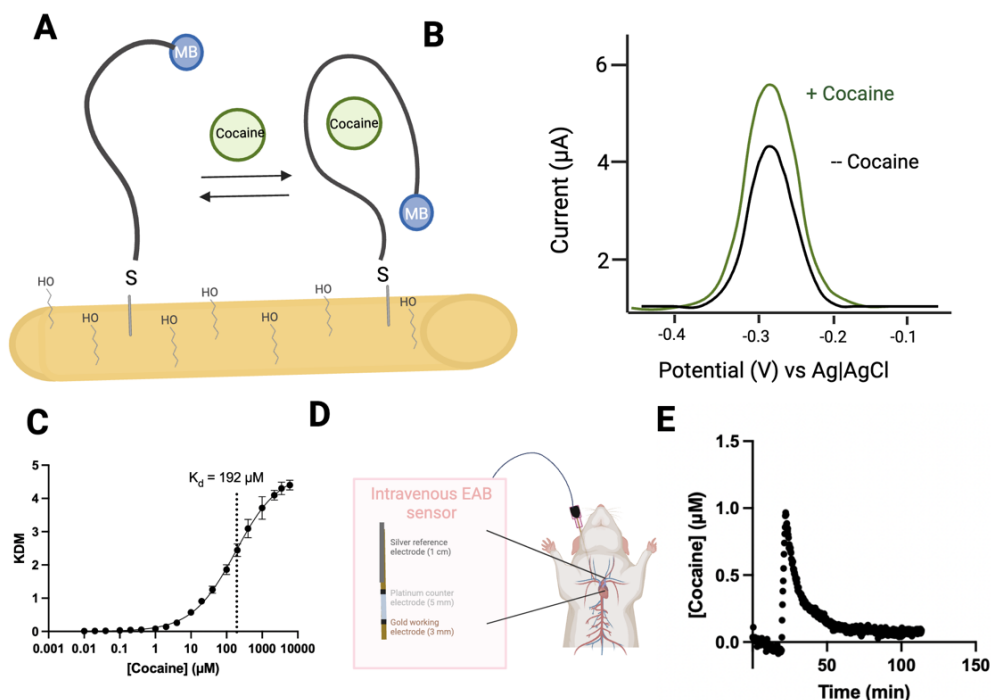 A
MB
Cocaine
Cocaine
MB
S
S
HO
HO
HO
HO
HO
HO
HO
B
6
4
2
Current (μA)
+ Cocaine
-- Cocaine
-0.4
-0.3
-0.2
-0.1
Potential (V) vs Ag|AgCl
C
5
4
3
2
1
0
KDM
Kd = 192 μM
0.001
0.01
0.1
1
10
100
1000
10000
[Cocaine] (μM)
D
Intravenous EAB
sensor
Silver reference
electrode (1 cm)
Platinum counter
electrode (5 mm)
Gold working
electrode (3 mm)
E
1.5
1.0
0.5
0.0
[Cocaine] (μM)
50
100
150
Time (min)